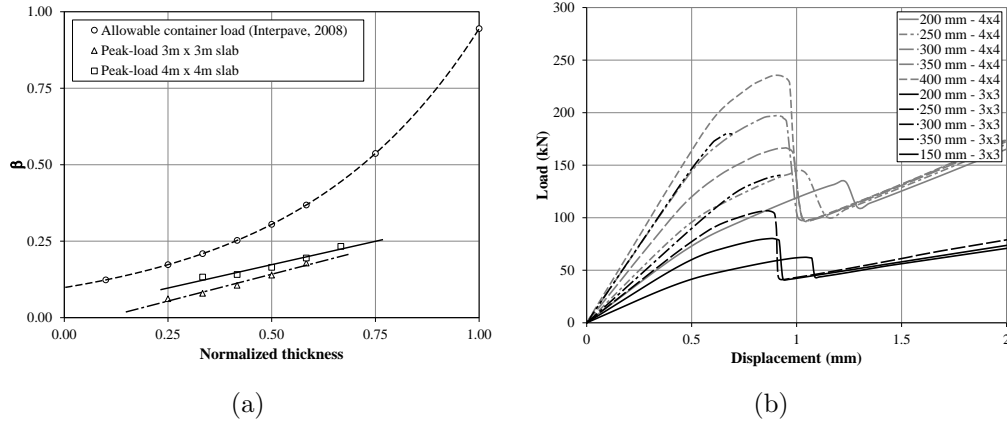 1.00
0.75
0.50
0.25
0.00
β
Allowable container load (Interpave, 2008)
Peak-load 3m x 3m slab
Peak-load 4m x 4m slab
0.00 0.25 0.50 0.75 1.00
Normalized thickness
(a)
300
250
200
150
100
50
0
Load (kN)
200 mm - 4x4
250 mm - 4x4
300 mm - 4x4
350 mm - 4x4
400 mm - 4x4
200 mm - 3x3
250 mm - 3x3
300 mm - 3x3
350 mm - 3x3
150 mm - 3x3
0 0.5 1 1.5 2
Displacement (mm)
(b)